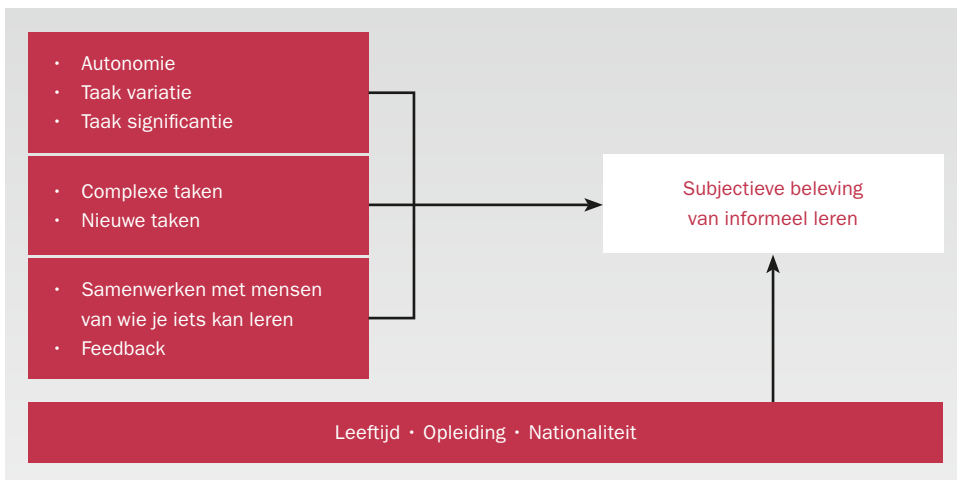 • Autonomie
• Taak variatie
• Taak significantie
• Complexe taken
• Nieuwe taken
• Samenwerken met mensen
van wie je iets kan leren
• Feedback
Subjectieve beleving
van informeel leren
Leeftijd • Opleiding • Nationaliteit